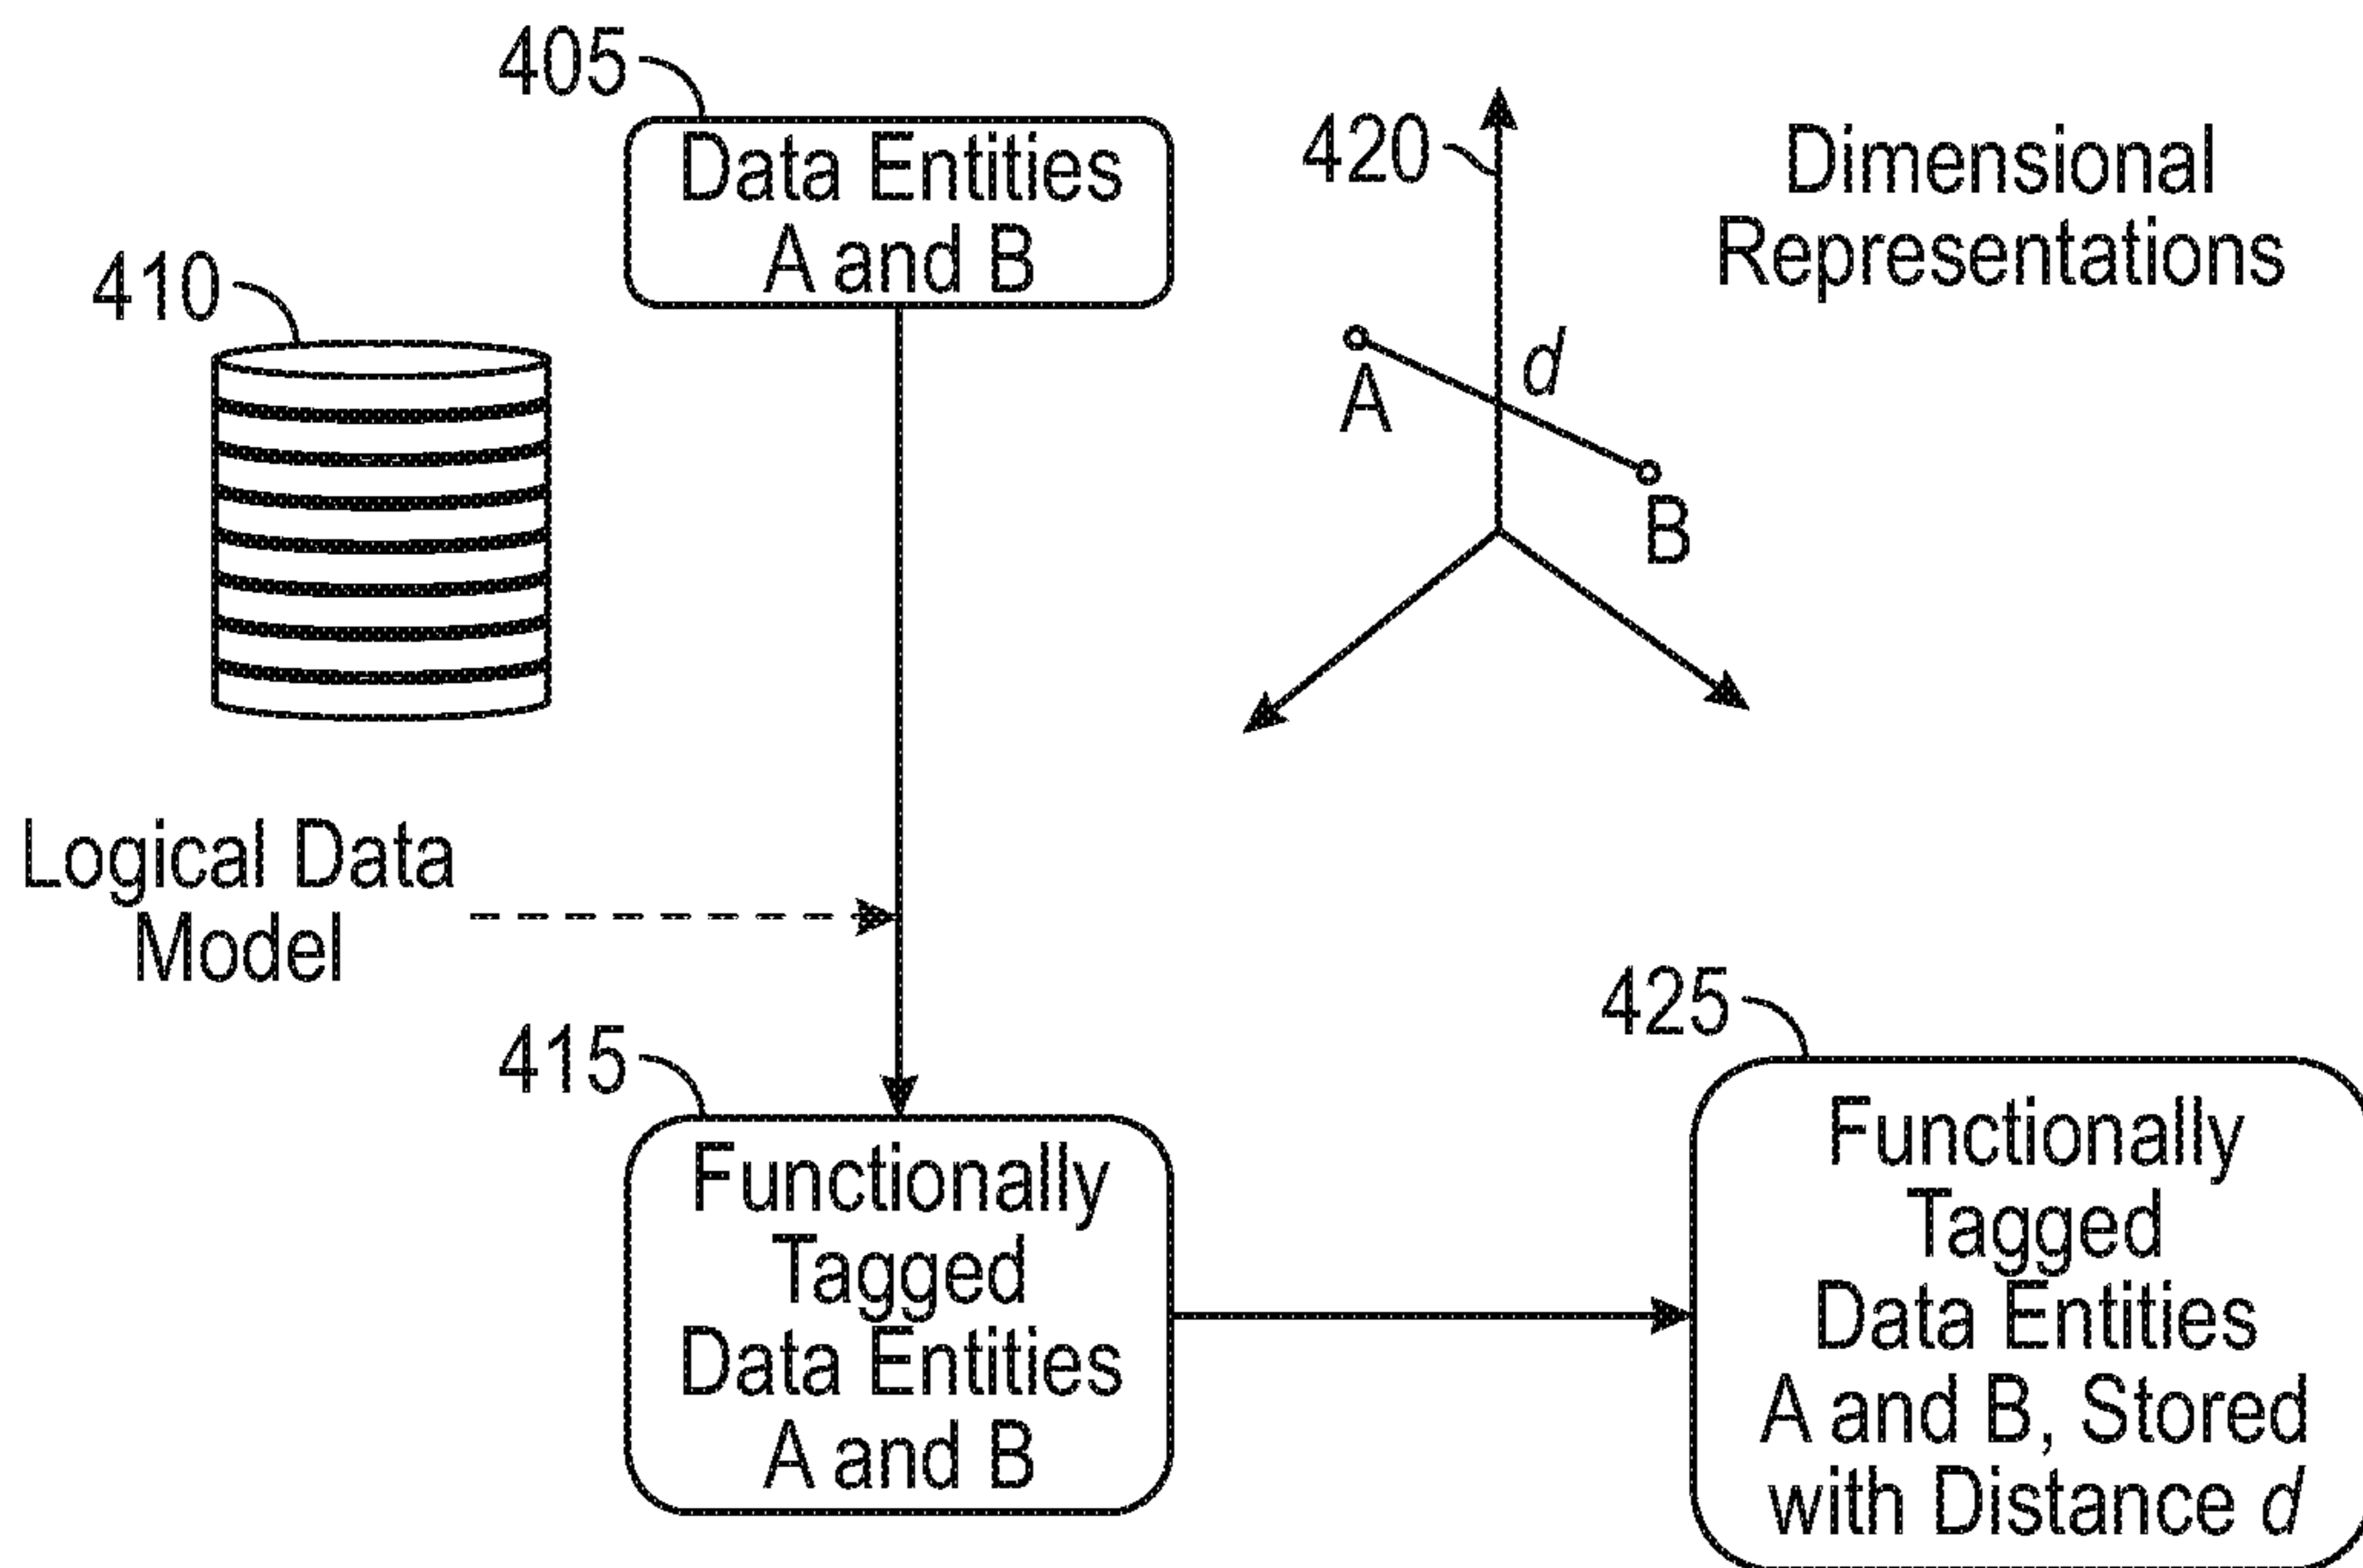 405
Data Entities
A and B
410
420
Dimensional
Representations
d
A
B
Logical Data
Model
415
Functionally
Tagged
Data Entities
A and B
425
Functionally
Tagged
Data Entities
A and B, Stored
with Distance d